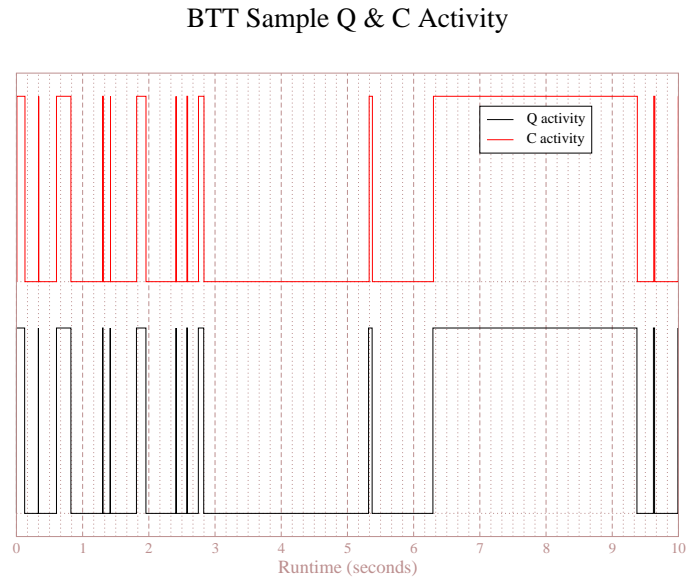 BTT Sample Q & C Activity
Q activity
C activity
0 1 2 3 4 5 6 7 8 9 10
Runtime (seconds)